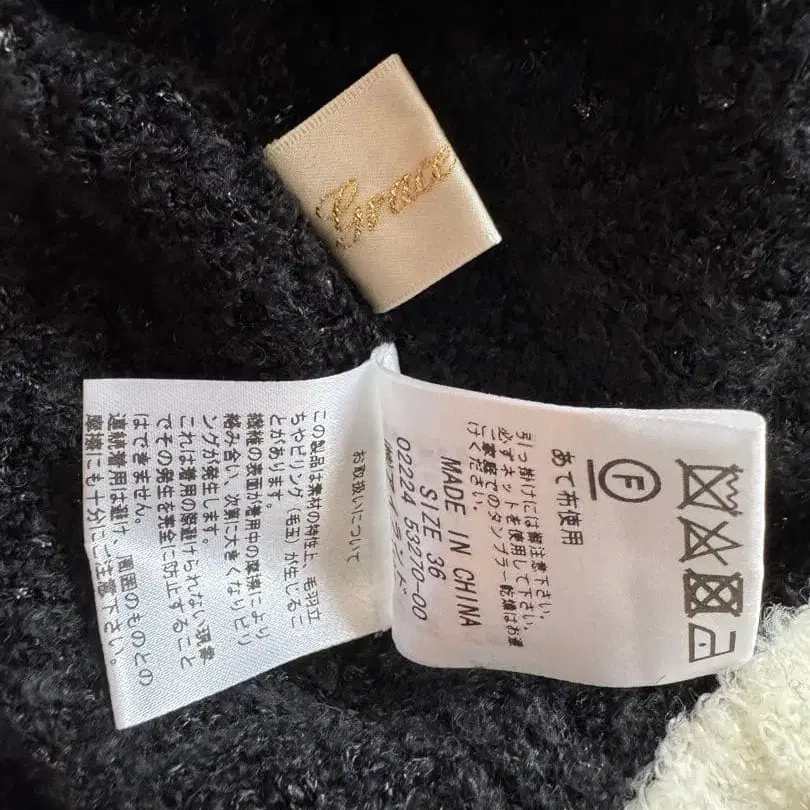 Grace
お取扱いについて
この製品は素材の特性上、毛羽立
ちやピリング（毛玉）が生じるこ
とがあります。
繊維の表面が着用中の摩擦により
絡み合い、次第に大きくなりピリ
ングが発生します。
これは着用の際避けられない現象
でその発生を完全に防止すること
はできません。
連続着用は避け、周囲のものとの
摩擦にも十分にご注意下さい。
F
あて布使用
引っ掛けには御注意下さい。
必ずネットを使用して下さい。
ご家庭でのタンブラー乾燥はお避
けください。
MADE IN CHINA
SIZE 36
02224 53270-00